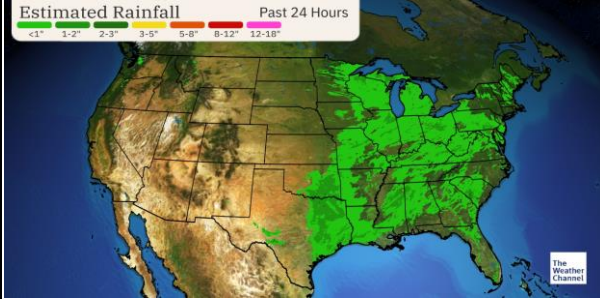 Estimated Rainfall Past 24 Hours
<1" 1-2" 2-3" 3-5" 5-8" 8-12" 12-18"
The
Weather
Channel